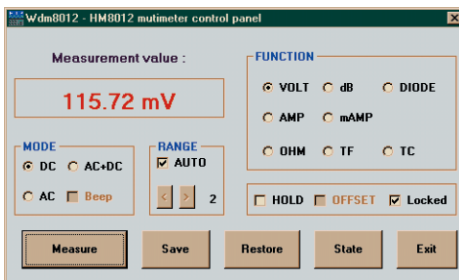 Wdm8012 - HM8012 mutimeter control panel
Measurement value :
115.72 mV
FUNCTION
VOLT dB DIODE
AMP mAMP
OHM TF TC
MODE
DC AC+DC
AC Beep
RANGE
AUTO
< > 2
HOLD OFFSET Locked
Measure Save Restore State Exit